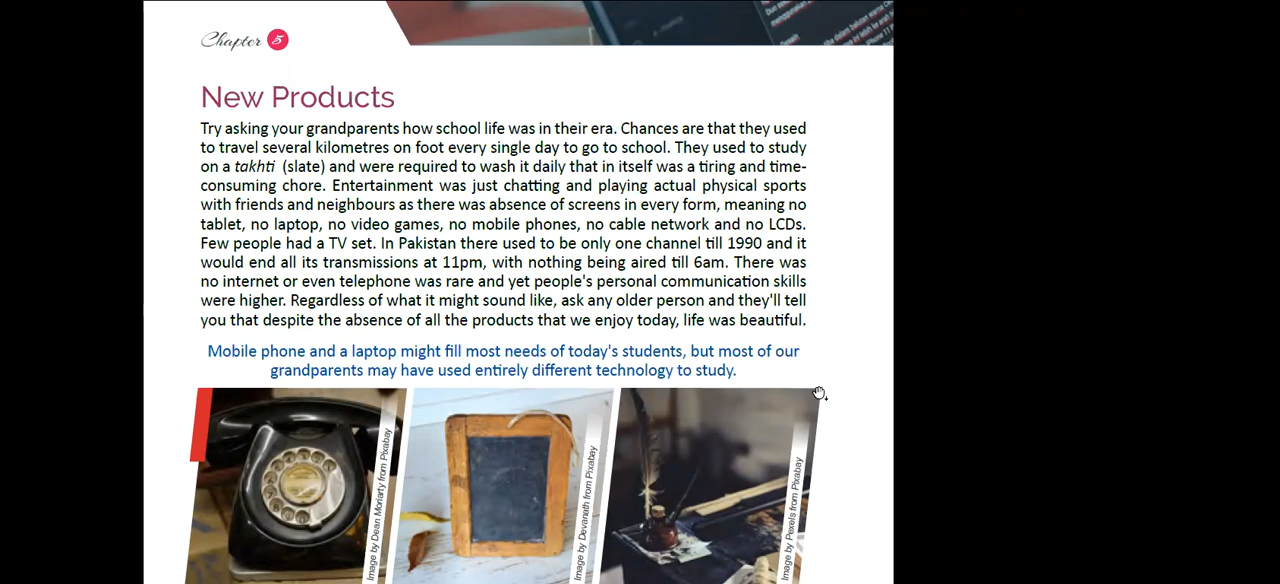 Chapter 5
New Products
Try asking your grandparents how school life was in their era. Chances are that they used
to travel several kilometres on foot every single day to go to school. They used to study
on a takhti (slate) and were required to wash it daily that in itself was a tiring and time-
consuming chore. Entertainment was just chatting and playing actual physical sports
with friends and neighbours as there was absence of screens in every form, meaning no
tablet, no laptop, no video games, no mobile phones, no cable network and no LCDs.
Few people had a TV set. In Pakistan there used to be only one channel till 1990 and it
would end all its transmissions at 11pm, with nothing being aired till 6am. There was
no internet or even telephone was rare and yet people's personal communication skills
were higher. Regardless of what it might sound like, ask any older person and they'll tell
you that despite the absence of all the products that we enjoy today, life was beautiful.
Mobile phone and a laptop might fill most needs of today's students, but most of our
grandparents may have used entirely different technology to study.
Image by Dean Moriarty from Pixabay
Image by Devanath from Pixabay
Image by Pexels from Pixabay